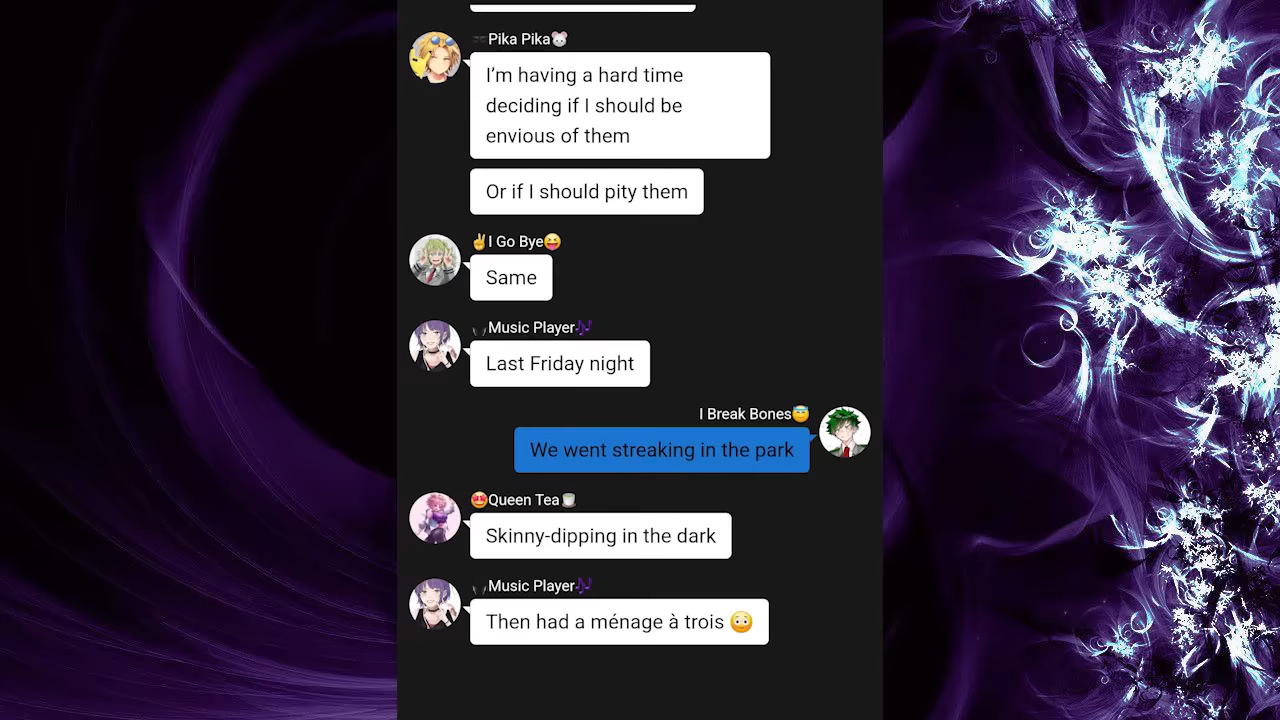 Pika Pika🐭
I'm having a hard time
deciding if I should be
envious of them
Or if I should pity them
✌I Go Bye😝
Same
Music Player🎶
Last Friday night
I Break Bones😇
We went streaking in the park
🤩Queen Tea🥛
Skinny-dipping in the dark
Music Player🎶
Then had a ménage à trois 😳